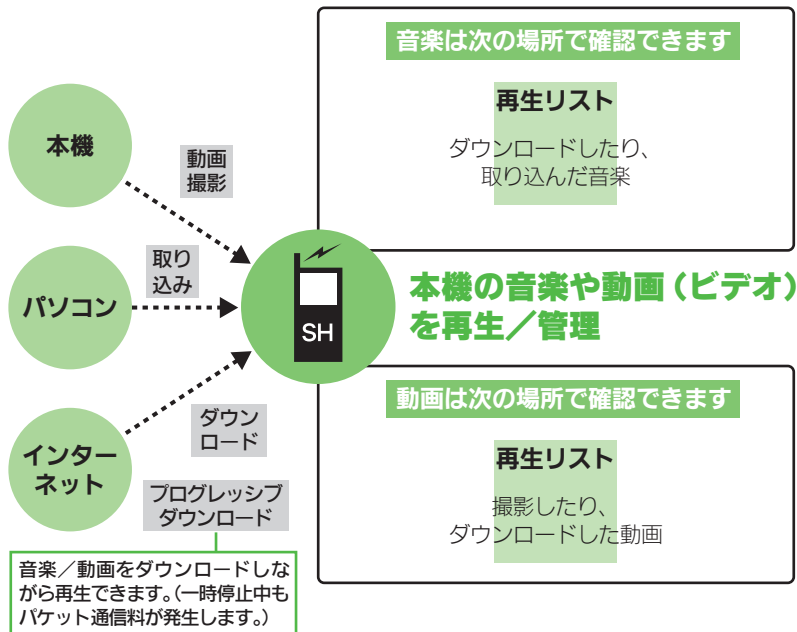 音楽は次の場所で確認できます
再生リスト
ダウンロードしたり、
取り込んだ音楽
本機
動画
撮影
取り
込み
パソコン
SH
本機の音楽や動画(ビデオ)
を再生/管理
動画は次の場所で確認できます
再生リスト
撮影したり、
ダウンロードした動画
ダウン
ロード
インター
ネット
プログレッシブ
ダウンロード
音楽/動画をダウンロードしな
がら再生できます。(一時停止中も
パケット通信料が発生します。)